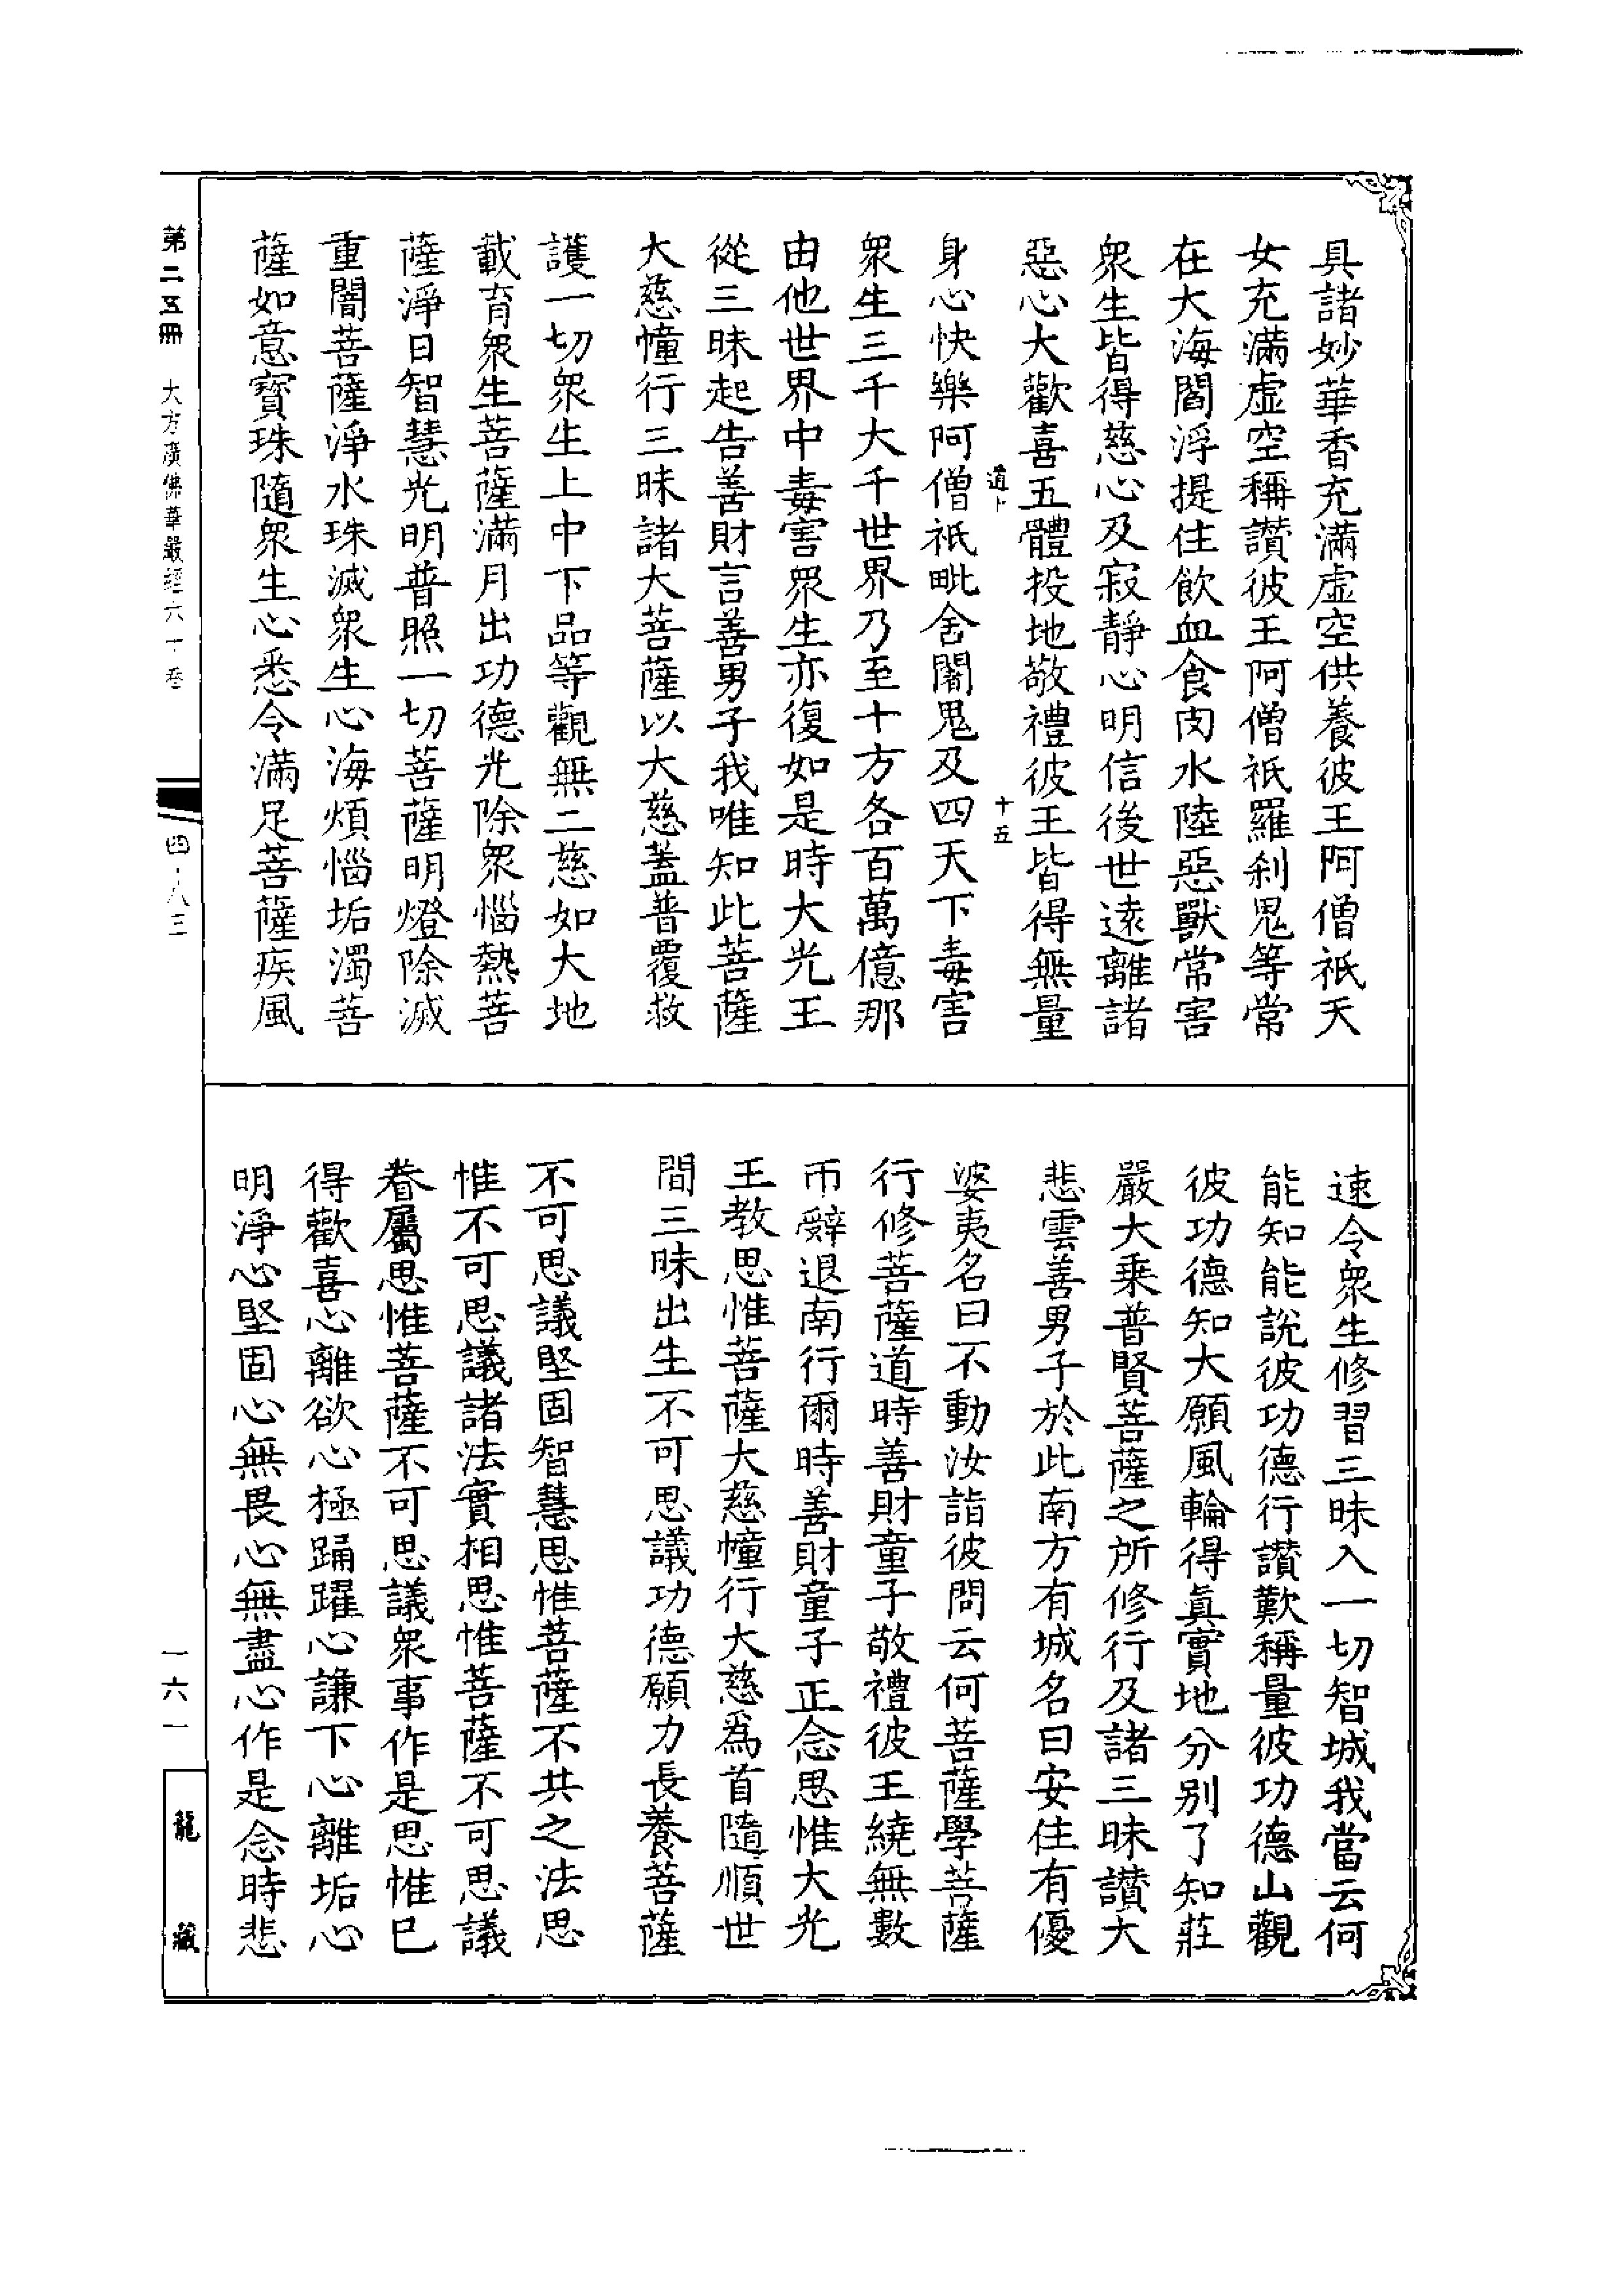 具諸妙華香充滿虛空供養彼王阿僧祇天
女充滿虛空稱讚彼王阿僧祇羅刹鬼等常
在大海閻浮提住飲血食肉水陸惡獸常害
衆生皆得慈心及寂靜心明信後世遠離諸
惡心大歡喜五體投地敬禮彼王皆得無量
十五
身心快樂阿僧祇毗舍闍鬼及四天下毒害
衆生三千大千世界乃至十方各百萬億那
由他世界中毒害衆生亦復如是時大光王
從三昧起告善財言善男子我唯知此菩薩
大慈幢行三昧諸大菩薩以大慈蓋普覆救
護一切衆生上中下品等觀無二慈如大地
載育衆生菩薩滿月出功德光除衆惱熱菩
薩淨日智慧光明普照一切菩薩明燈除滅
重闇菩薩淨水珠滅衆生心海煩惱垢濁菩
薩如意寶珠隨衆生心悉令滿足菩薩疾風
速令衆生修習三昧入一切智城我當云何
能知能說彼功德行讚歎稱量彼功德山觀
彼功德知大願風輪得眞實地分別了知莊
嚴大乘普賢菩薩之所修行及諸三昧讚大
悲雲善男子於此南方有城名曰安住有優
婆夷名曰不動汝詣彼問云何菩薩學菩薩
行修菩薩道時善財童子敬禮彼王繞無數
帀辭退南行爾時善財童子正念思惟大光
王教思惟菩薩大慈幢行大慈爲首隨順世
間三昧出生不可思議功德願力長養菩薩
不可思議堅固智慧思惟菩薩不共之法思
惟不可思議諸法實相思惟菩薩不可思議
眷屬思惟菩薩不可思議衆事作是思惟已
得歡喜心離欲心極踊躍心謙下心離垢心
明淨心堅固心無畏心無盡心作是念時悲
第二五冊 大方廣佛華嚴經六十卷
四·八三
一六一
龍藏